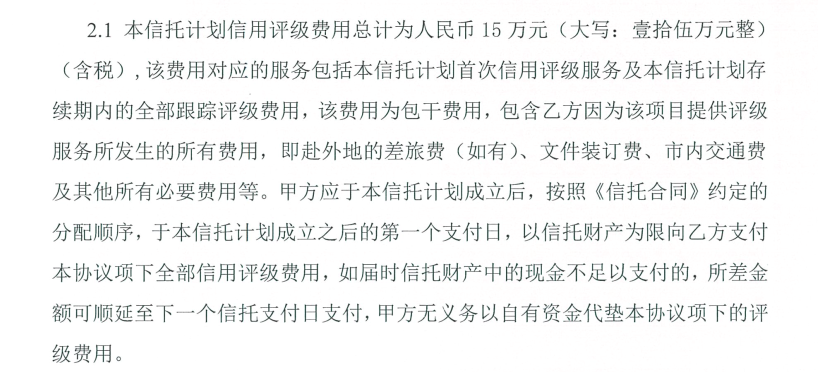 2.1 本信托计划信用评级费用总计为人民币 15 万元（大写：壹拾伍万元整）
（含税）,该费用对应的服务包括本信托计划首次信用评级服务及本信托计划存
续期内的全部跟踪评级费用，该费用为包干费用，包含乙方因为该项目提供评级
服务所发生的所有费用，即赴外地的差旅费（如有）、文件装订费、市内交通费
及其他所有必要费用等。甲方应于本信托计划成立后，按照《信托合同》约定的
分配顺序，于本信托计划成立之后的第一个支付日，以信托财产为限向乙方支付
本协议项下全部信用评级费用，如届时信托财产中的现金不足以支付的，所差金
额可顺延至下一个信托支付日支付，甲方无义务以自有资金代垫本协议项下的评
级费用。